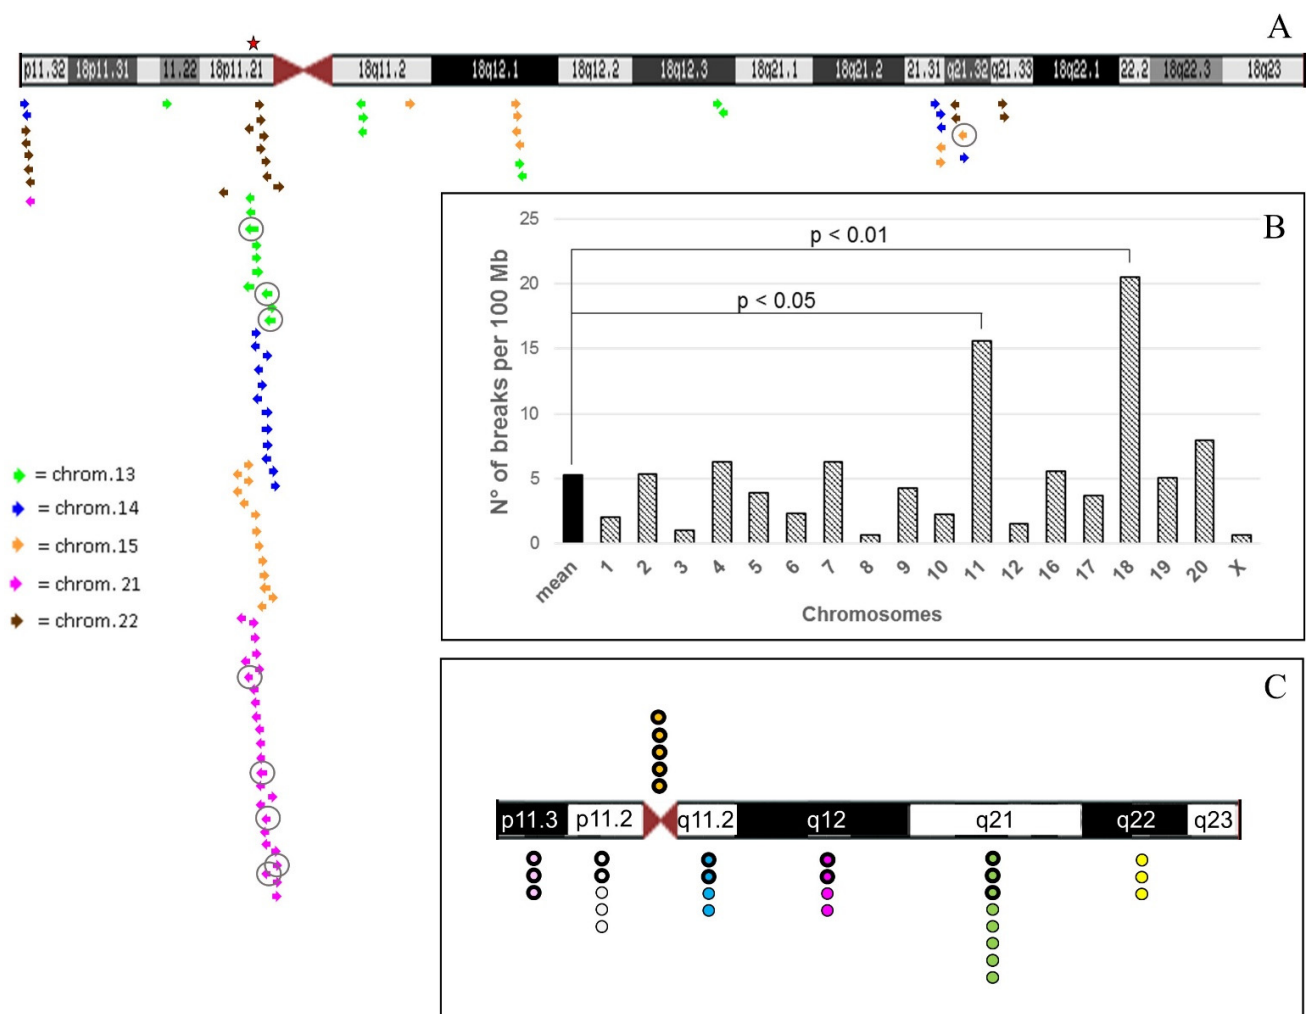 A
p11.32 18p11.31 11.22 18p11.21 18q11.2 18q12.1 18q12.2 18q12.3 18q21.1 18q21.2 21.31 q21.32 q21.33 18q22.1 22.2 18q22.3 18q23
= chrom.13
= chrom.14
= chrom.15
= chrom. 21
= chrom.22
B
N° of breaks per 100 Mb
25
20
15
10
5
0
p < 0.01
p < 0.05
mean 1 2 3 4 5 6 7 8 9 10 11 12 16 17 18 19 20 X
Chromosomes
C
p11.3 p11.2 q11.2 q12 q21 q22 q23